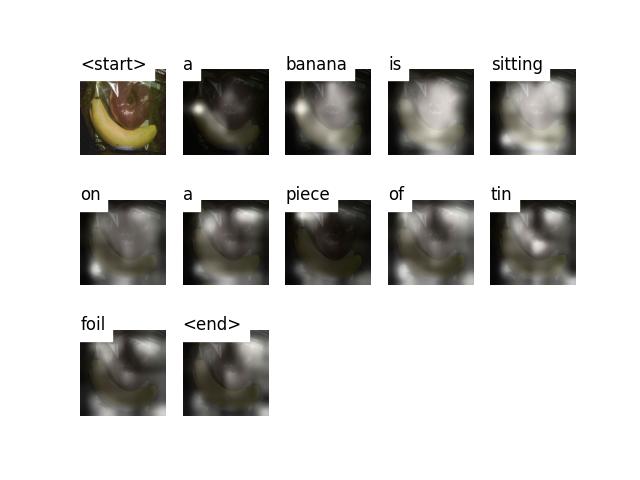 <start> a banana is sitting
on a piece of tin
foil <end>